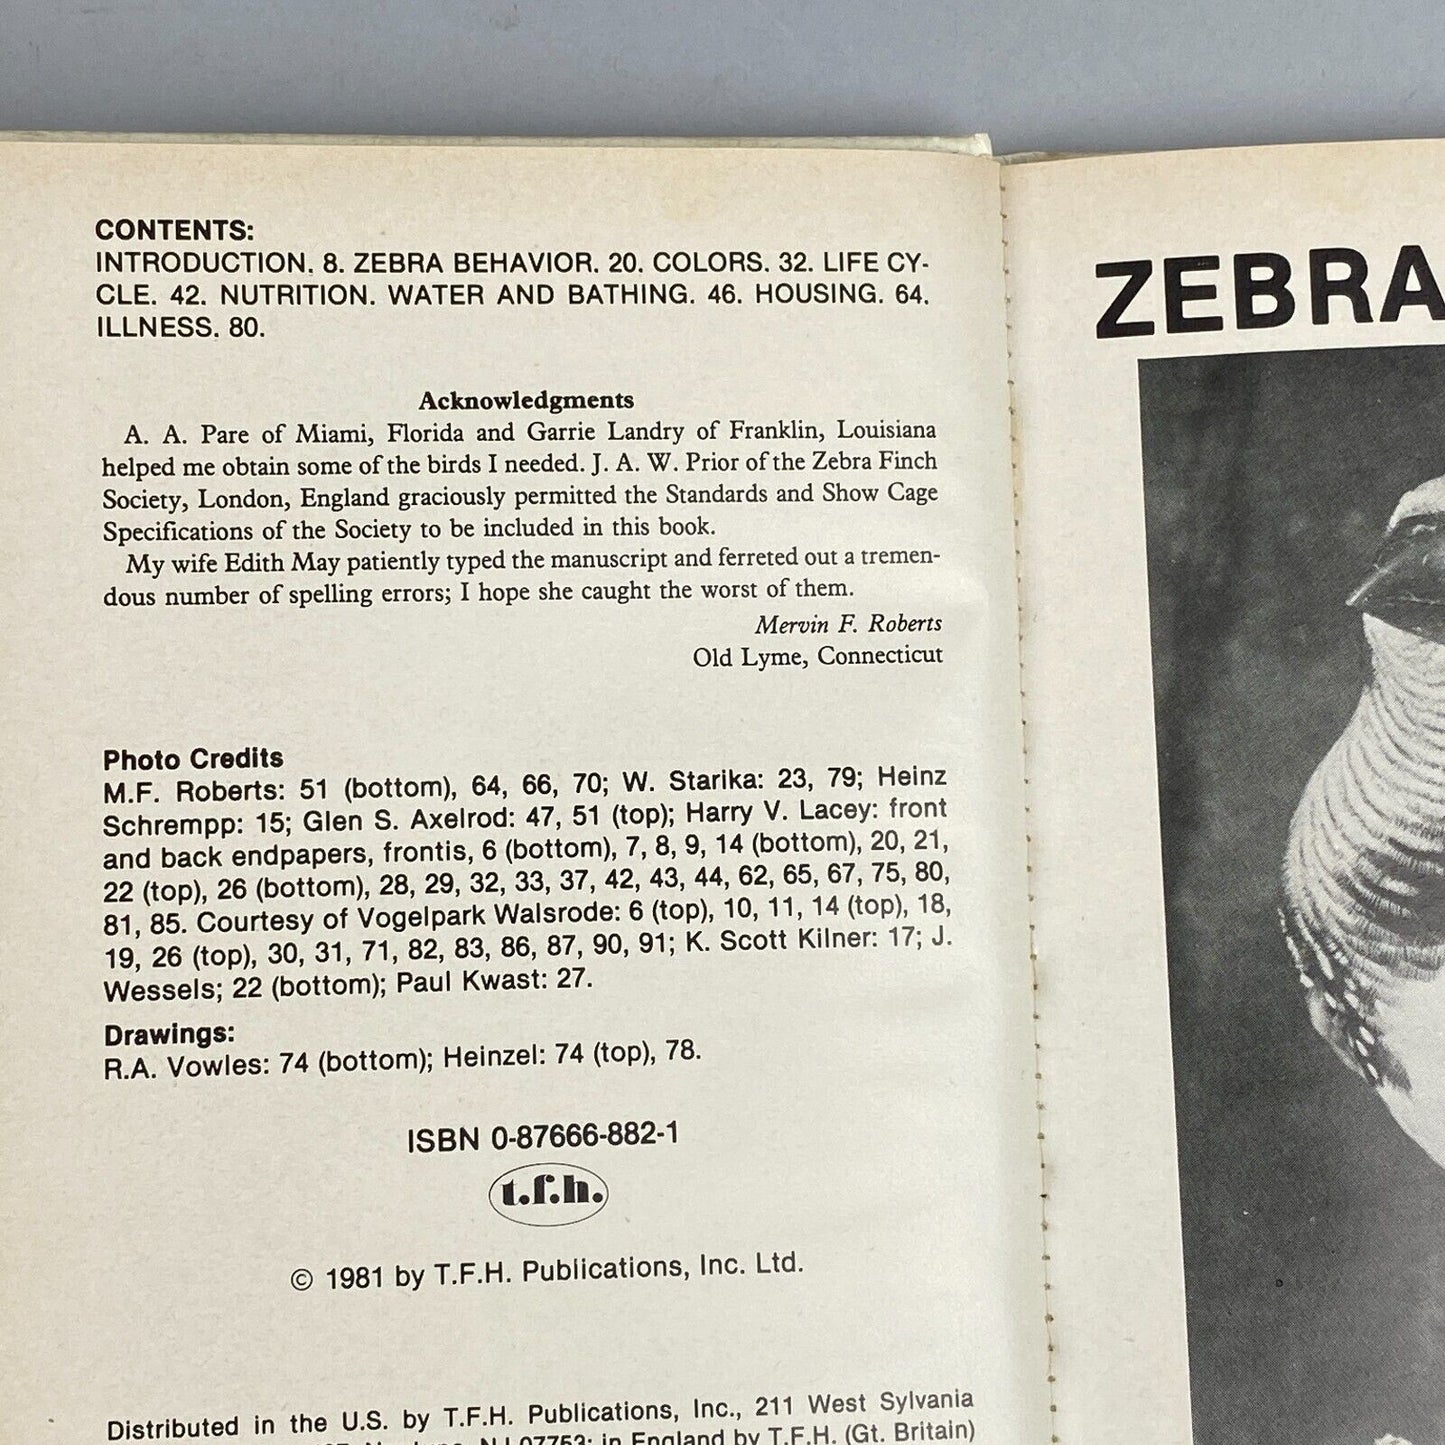 CONTENTS:
INTRODUCTION. 8. ZEBRA BEHAVIOR. 20. COLORS. 32. LIFE CY-
CLE. 42. NUTRITION. WATER AND BATHING. 46. HOUSING. 64.
ILLNESS. 80.
Acknowledgments
A. A. Pare of Miami, Florida and Garrie Landry of Franklin, Louisiana
helped me obtain some of the birds I needed. J. A. W. Prior of the Zebra Finch
Society, London, England graciously permitted the Standards and Show Cage
Specifications of the Society to be included in this book.
My wife Edith May patiently typed the manuscript and ferreted out a tremen-
dous number of spelling errors; I hope she caught the worst of them.
Mervin F. Roberts
Old Lyme, Connecticut
Photo Credits
M.F. Roberts: 51 (bottom), 64, 66, 70; W. Starika: 23, 79; Heinz
Schrempp: 15; Glen S. Axelrod: 47, 51 (top); Harry V. Lacey: front
and back endpapers, frontis, 6 (bottom), 7, 8, 9, 14 (bottom), 20, 21,
22 (top), 26 (bottom), 28, 29, 32, 33, 37, 42, 43, 44, 62, 65, 67, 75, 80,
81, 85. Courtesy of Vogelpark Walsrode: 6 (top), 10, 11, 14 (top), 18,
19, 26 (top), 30, 31, 71, 82, 83, 86, 87, 90, 91; K. Scott Kilner: 17; J.
Wessels; 22 (bottom); Paul Kwast: 27.
Drawings:
R.A. Vowles: 74 (bottom); Heinzel: 74 (top), 78.
ISBN 0-87666-882-1
t.f.h.
© 1981 by T.F.H. Publications, Inc. Ltd.
Distributed in the U.S. by T.F.H. Publications, Inc., 211 West Sylvania
NJ 07753; in England by T.F.H. (Gt. Britain)
ZEBRA